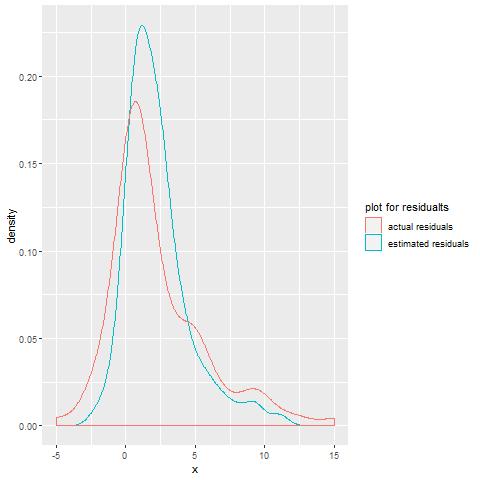 0.20
0.15
0.10
0.05
0.00
density
-5
0
5
10
15
x
plot for residualts
actual residuals
estimated residuals